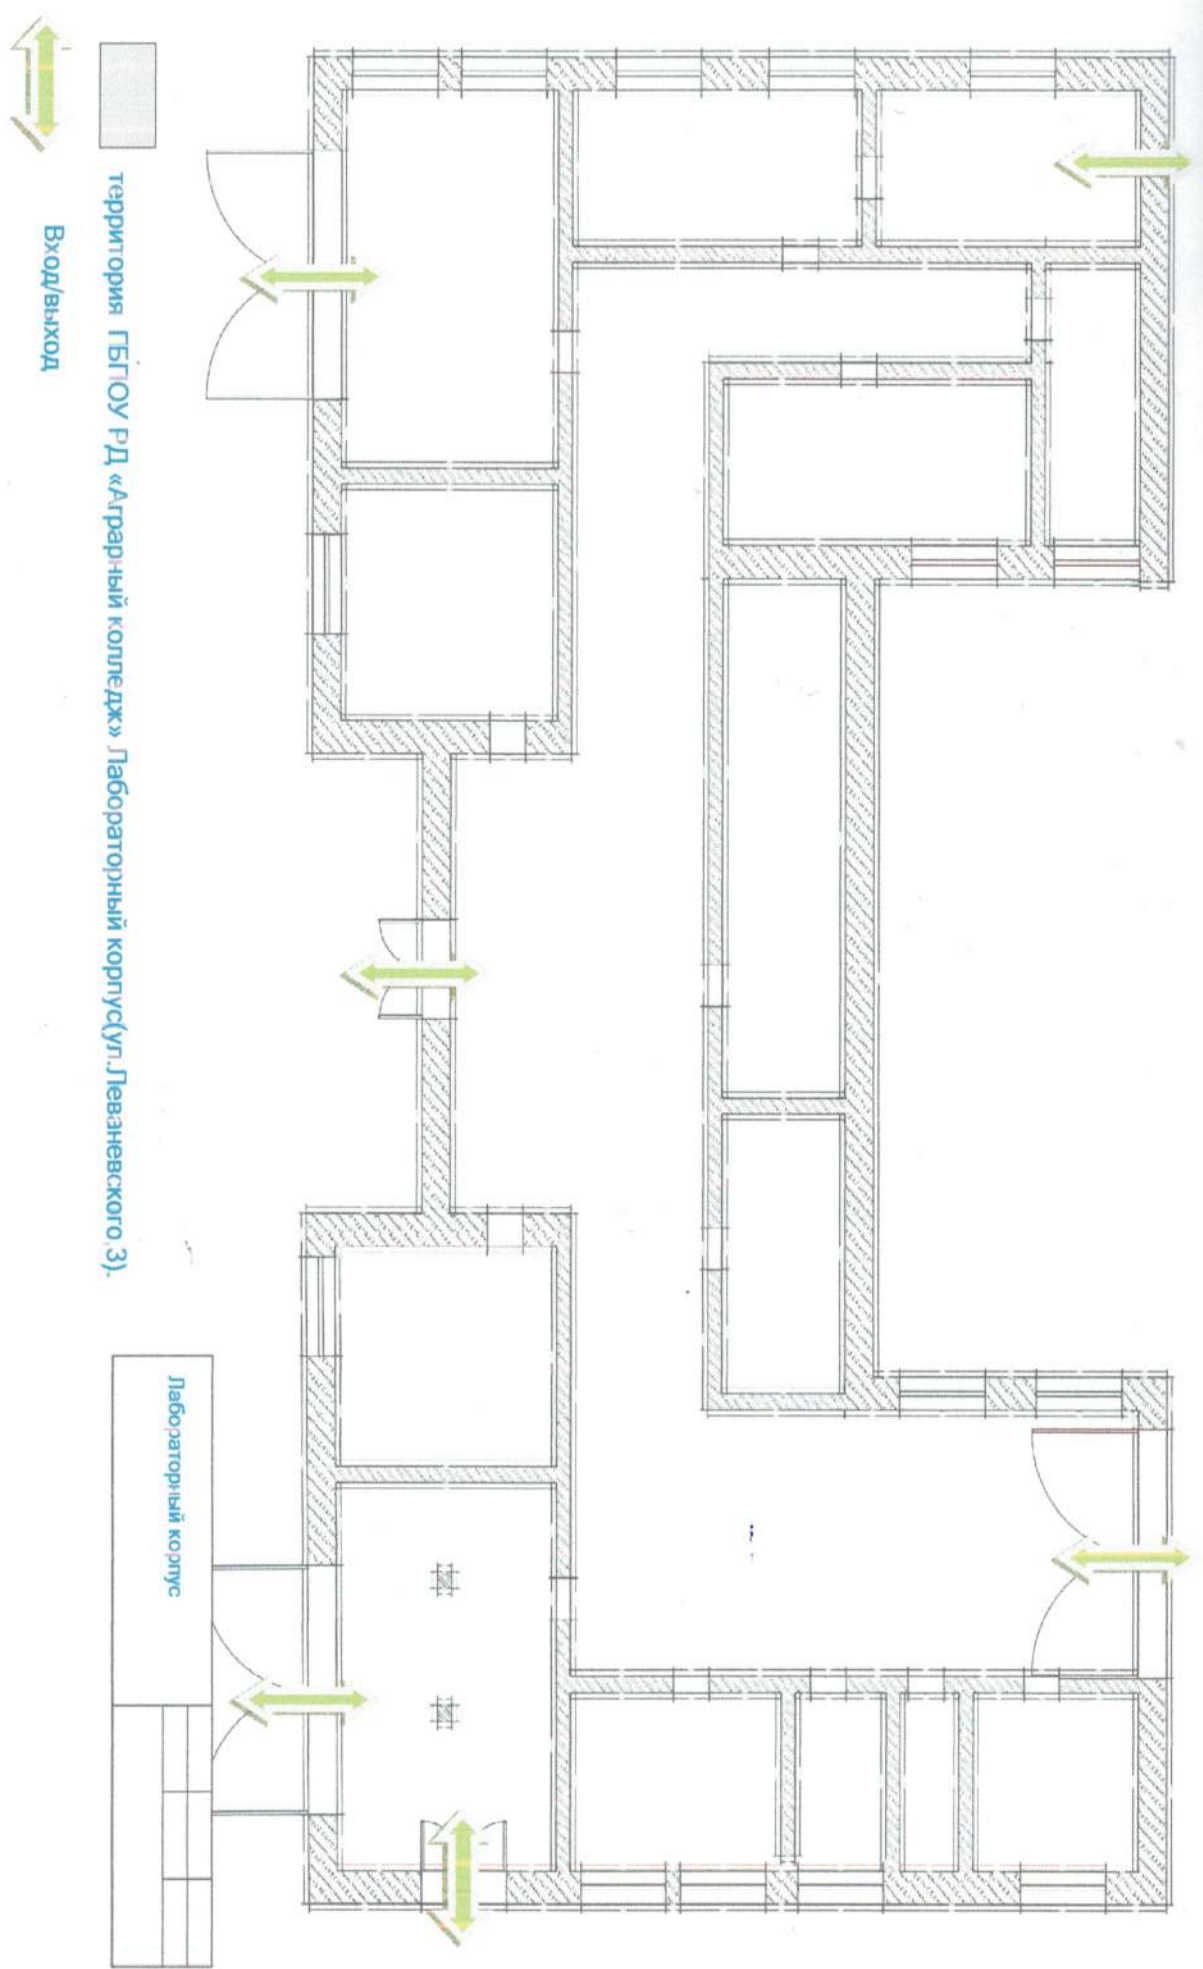 территория ГБПОУ РД «Аграрный колледж» Лабораторный корпус(ул.Леваневского,3).
Вход/выход
Лабораторный корпус